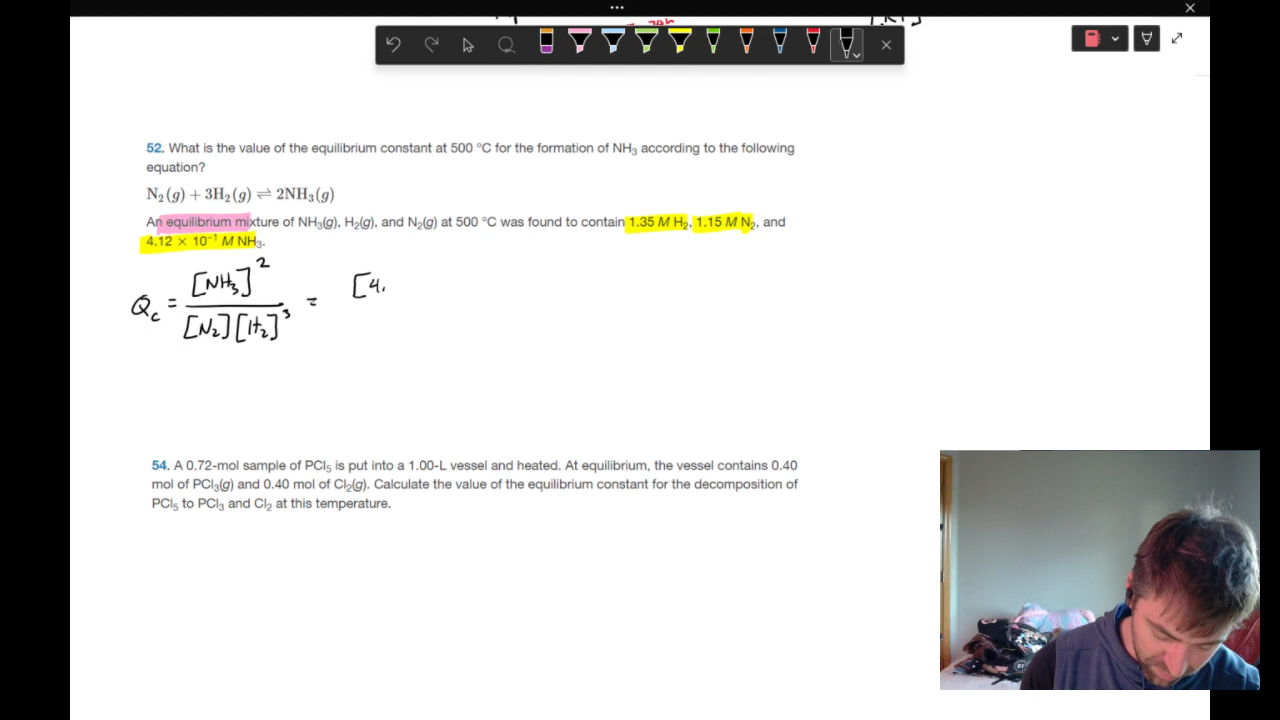 52. What is the value of the equilibrium constant at 500 °C for the formation of NH₃ according to the following
equation?
N₂(g) + 3H₂(g) ⇌ 2NH₃(g)
An equilibrium mixture of NH₃(g), H₂(g), and N₂(g) at 500 °C was found to contain 1.35 M H₂, 1.15 M N₂, and
4.12 × 10⁻¹ M NH₃.
Qc = [NH₃]² / [N₂][H₂]³ = [4.
54. A 0.72-mol sample of PCl₅ is put into a 1.00-L vessel and heated. At equilibrium, the vessel contains 0.40
mol of PCl₃(g) and 0.40 mol of Cl₂(g). Calculate the value of the equilibrium constant for the decomposition of
PCl₅ to PCl₃ and Cl₂ at this temperature.